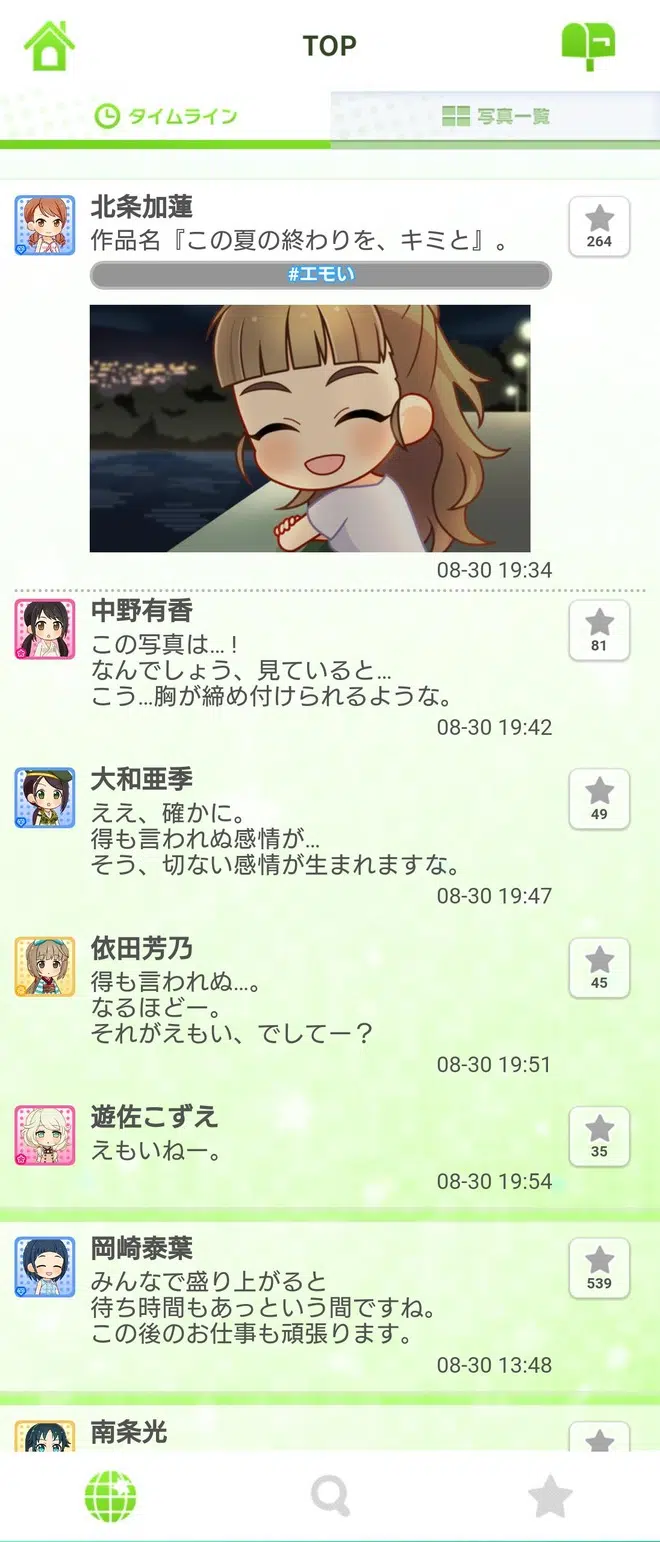 TOP
タイムライン
写真一覧
北条加蓮
作品名『この夏の終わりを、キミと』。
264
#エモい
08-30 19:34
中野有香
この写真は…！
なんでしょう、見ていると…
こう…胸が締め付けられるような。
81
08-30 19:42
大和亜季
ええ、確かに。
得も言われぬ感情が…
そう、切ない感情が生まれますな。
49
08-30 19:47
依田芳乃
得も言われぬ…。
なるほどー。
それがえもい、でしてー？
45
08-30 19:51
遊佐こずえ
えもいねー。
35
08-30 19:54
岡崎泰葉
みんなで盛り上がると
待ち時間もあっという間ですね。
この後のお仕事も頑張ります。
539
08-30 13:48
南条光